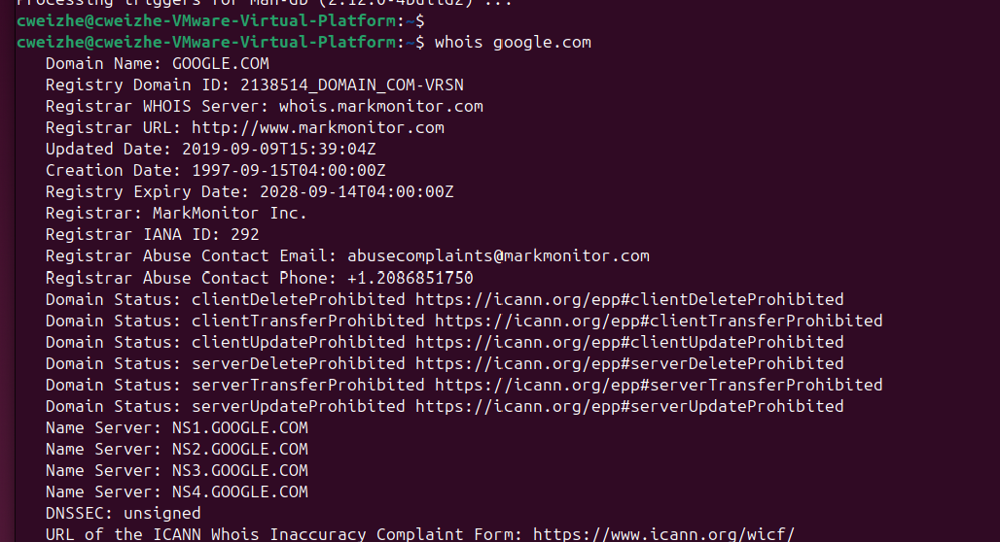 Processing triggers for man-db (2.12.0-4build2) ...
cweizhe@cweizhe-VMware-Virtual-Platform:~$
cweizhe@cweizhe-VMware-Virtual-Platform:~$ whois google.com
Domain Name: GOOGLE.COM
Registry Domain ID: 2138514_DOMAIN_COM-VRSN
Registrar WHOIS Server: whois.markmonitor.com
Registrar URL: http://www.markmonitor.com
Updated Date: 2019-09-09T15:39:04Z
Creation Date: 1997-09-15T04:00:00Z
Registry Expiry Date: 2028-09-14T04:00:00Z
Registrar: MarkMonitor Inc.
Registrar IANA ID: 292
Registrar Abuse Contact Email: abusecomplaints@markmonitor.com
Registrar Abuse Contact Phone: +1.2086851750
Domain Status: clientDeleteProhibited https://icann.org/epp#clientDeleteProhibited
Domain Status: clientTransferProhibited https://icann.org/epp#clientTransferProhibited
Domain Status: clientUpdateProhibited https://icann.org/epp#clientUpdateProhibited
Domain Status: serverDeleteProhibited https://icann.org/epp#serverDeleteProhibited
Domain Status: serverTransferProhibited https://icann.org/epp#serverTransferProhibited
Domain Status: serverUpdateProhibited https://icann.org/epp#serverUpdateProhibited
Name Server: NS1.GOOGLE.COM
Name Server: NS2.GOOGLE.COM
Name Server: NS3.GOOGLE.COM
Name Server: NS4.GOOGLE.COM
DNSSEC: unsigned
URL of the ICANN Whois Inaccuracy Complaint Form: https://www.icann.org/wicf/